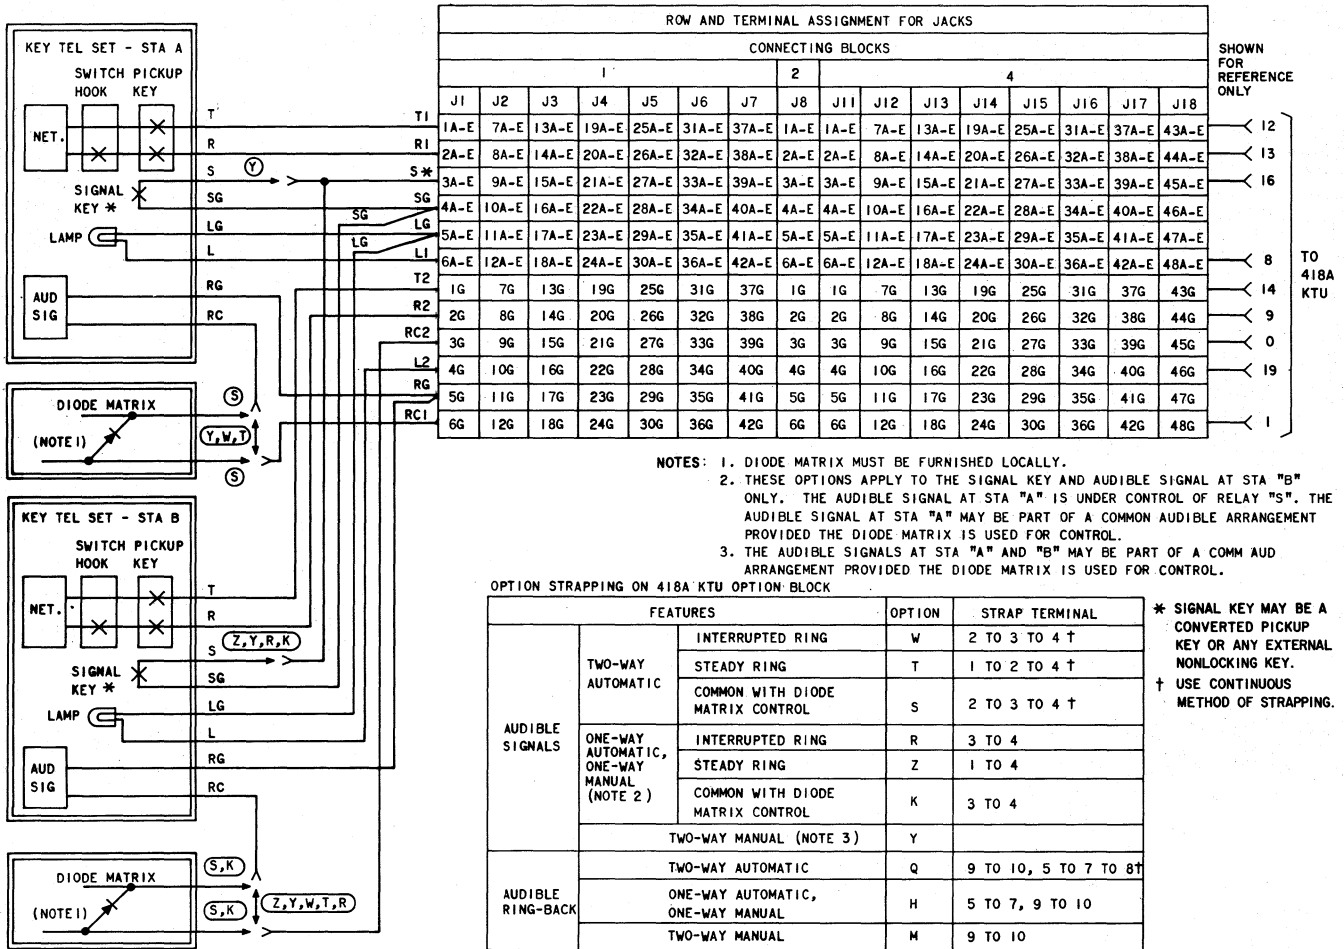 ROW AND TERMINAL ASSIGNMENT FOR JACKS
CONNECTING BLOCKS
1 2 4
J1 J2 J3 J4 J5 J6 J7 J8 J11 J12 J13 J14 J15 J16 J17 J18
1A-E 7A-E 13A-E 19A-E 25A-E 31A-E 37A-E 1A-E 1A-E 7A-E 13A-E 19A-E 25A-E 31A-E 37A-E 43A-E
2A-E 8A-E 14A-E 20A-E 26A-E 32A-E 38A-E 2A-E 2A-E 8A-E 14A-E 20A-E 26A-E 32A-E 38A-E 44A-E
3A-E 9A-E 15A-E 21A-E 27A-E 33A-E 39A-E 3A-E 3A-E 9A-E 15A-E 21A-E 27A-E 33A-E 39A-E 45A-E
4A-E 10A-E 16A-E 22A-E 28A-E 34A-E 40A-E 4A-E 4A-E 10A-E 16A-E 22A-E 28A-E 34A-E 40A-E 46A-E
5A-E 11A-E 17A-E 23A-E 29A-E 35A-E 41A-E 5A-E 5A-E 11A-E 17A-E 23A-E 29A-E 35A-E 41A-E 47A-E
6A-E 12A-E 18A-E 24A-E 30A-E 36A-E 42A-E 6A-E 6A-E 12A-E 18A-E 24A-E 30A-E 36A-E 42A-E 48A-E
1G 7G 13G 19G 25G 31G 37G 1G 1G 7G 13G 19G 25G 31G 37G 43G
2G 8G 14G 20G 26G 32G 38G 2G 2G 8G 14G 20G 26G 32G 38G 44G
3G 9G 15G 21G 27G 33G 39G 3G 3G 9G 15G 21G 27G 33G 39G 45G
4G 10G 16G 22G 28G 34G 40G 4G 4G 10G 16G 22G 28G 34G 40G 46G
5G 11G 17G 23G 29G 35G 41G 5G 5G 11G 17G 23G 29G 35G 41G 47G
6G 12G 18G 24G 30G 36G 42G 6G 6G 12G 18G 24G 30G 36G 42G 48G
SHOWN
FOR
REFERENCE
ONLY
12
13
16
8
14
9
0
19
1
TO
418A
KTU
KEY TEL SET - STA A
SWITCH PICKUP
HOOK KEY
NET.
SIGNAL
KEY *
LAMP
AUD
SIG
T
R
S
Y
SG
LG
L
RG
RC
SG
LG
T1
R1
S*
SG
LG
L1
T2
R2
RC2
L2
RG
RC1
DIODE MATRIX
(NOTE 1)
S
Y,W,T
S
KEY TEL SET - STA B
SWITCH PICKUP
HOOK KEY
NET.
SIGNAL
KEY *
LAMP
AUD
SIG
T
R
Z,Y,R,K
S
SG
LG
L
RG
RC
DIODE MATRIX
(NOTE 1)
S,K
S,K
Z,Y,W,T,R
NOTES: 1. DIODE MATRIX MUST BE FURNISHED LOCALLY.
2. THESE OPTIONS APPLY TO THE SIGNAL KEY AND AUDIBLE SIGNAL AT STA "B"
ONLY. THE AUDIBLE SIGNAL AT STA "A" IS UNDER CONTROL OF RELAY "S". THE
AUDIBLE SIGNAL AT STA "A" MAY BE PART OF A COMMON AUDIBLE ARRANGEMENT
PROVIDED THE DIODE MATRIX IS USED FOR CONTROL.
3. THE AUDIBLE SIGNALS AT STA "A" AND "B" MAY BE PART OF A COMM AUD
ARRANGEMENT PROVIDED THE DIODE MATRIX IS USED FOR CONTROL.
OPTION STRAPPING ON 418A KTU OPTION BLOCK
FEATURES OPTION STRAP TERMINAL
AUDIBLE
SIGNALS
TWO-WAY
AUTOMATIC
INTERRUPTED RING W 2 TO 3 TO 4 †
STEADY RING T 1 TO 2 TO 4 †
COMMON WITH DIODE
MATRIX CONTROL S 2 TO 3 TO 4 †
ONE-WAY
AUTOMATIC,
ONE-WAY
MANUAL
(NOTE 2)
INTERRUPTED RING R 3 TO 4
STEADY RING Z 1 TO 4
COMMON WITH DIODE
MATRIX CONTROL K 3 TO 4
TWO-WAY MANUAL (NOTE 3) Y
AUDIBLE
RING-BACK
TWO-WAY AUTOMATIC Q 9 TO 10, 5 TO 7 TO 8†
ONE-WAY AUTOMATIC,
ONE-WAY MANUAL H 5 TO 7, 9 TO 10
TWO-WAY MANUAL M 9 TO 10
* SIGNAL KEY MAY BE A
CONVERTED PICKUP
KEY OR ANY EXTERNAL
NONLOCKING KEY.
† USE CONTINUOUS
METHOD OF STRAPPING.